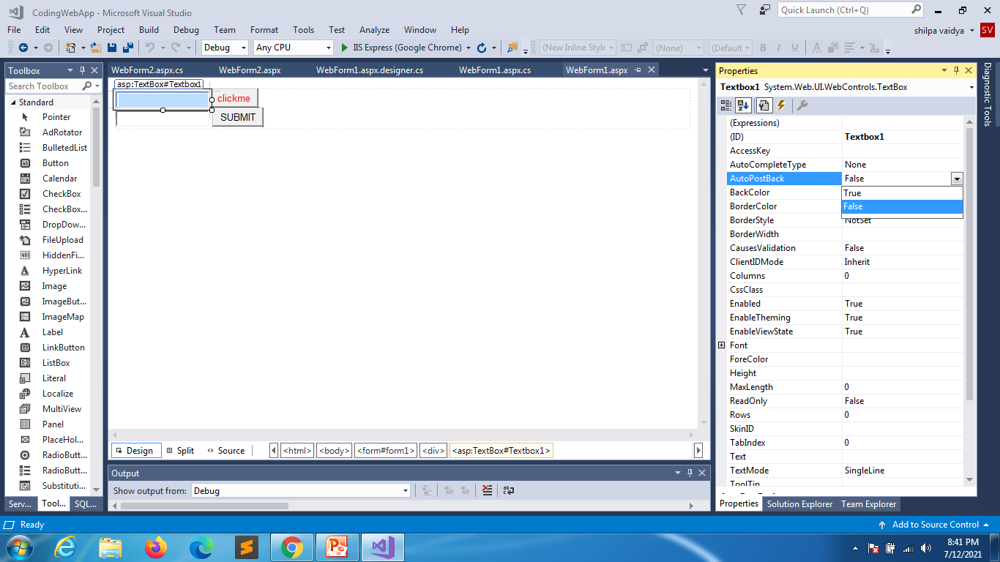 CodingWebApp - Microsoft Visual Studio
Quick Launch (Ctrl+Q)
File Edit View Project Build Debug Team Format Tools Test Analyze Window Help
shilpa vaidya SV
Debug Any CPU IIS Express (Google Chrome) (New Inline Style (None) (Default B I U A
Toolbox
Search Toolbox
Standard
Pointer
AdRotator
BulletedList
Button
Calendar
CheckBox
CheckBox...
DropDow...
FileUpload
HiddenFi...
HyperLink
Image
ImageBut...
ImageMap
Label
LinkButton
ListBox
Literal
Localize
MultiView
Panel
PlaceHol...
RadioButt...
RadioButt...
Substituti...
Serv... Tool... SQL...
WebForm2.aspx.cs WebForm2.aspx WebForm1.aspx.designer.cs WebForm1.aspx.cs WebForm1.aspx
asp:TextBox#Textbox1
clickme
SUBMIT
Design Split Source <html> <body> <form#form1> <div> <asp:TextBox#Textbox1>
Output
Show output from: Debug
Properties
Textbox1 System.Web.UI.WebControls.TextBox
(Expressions)
(ID) Textbox1
AccessKey
AutoCompleteType None
AutoPostBack False
BackColor True
BorderColor False
BorderStyle NotSet
BorderWidth
CausesValidation False
ClientIDMode Inherit
Columns 0
CssClass
Enabled True
EnableTheming True
EnableViewState True
Font
ForeColor
Height
MaxLength 0
ReadOnly False
Rows 0
SkinID
TabIndex 0
Text
TextMode SingleLine
ToolTip
Properties Solution Explorer Team Explorer
Diagnostic Tools
Ready
Add to Source Control
8:41 PM
7/12/2021